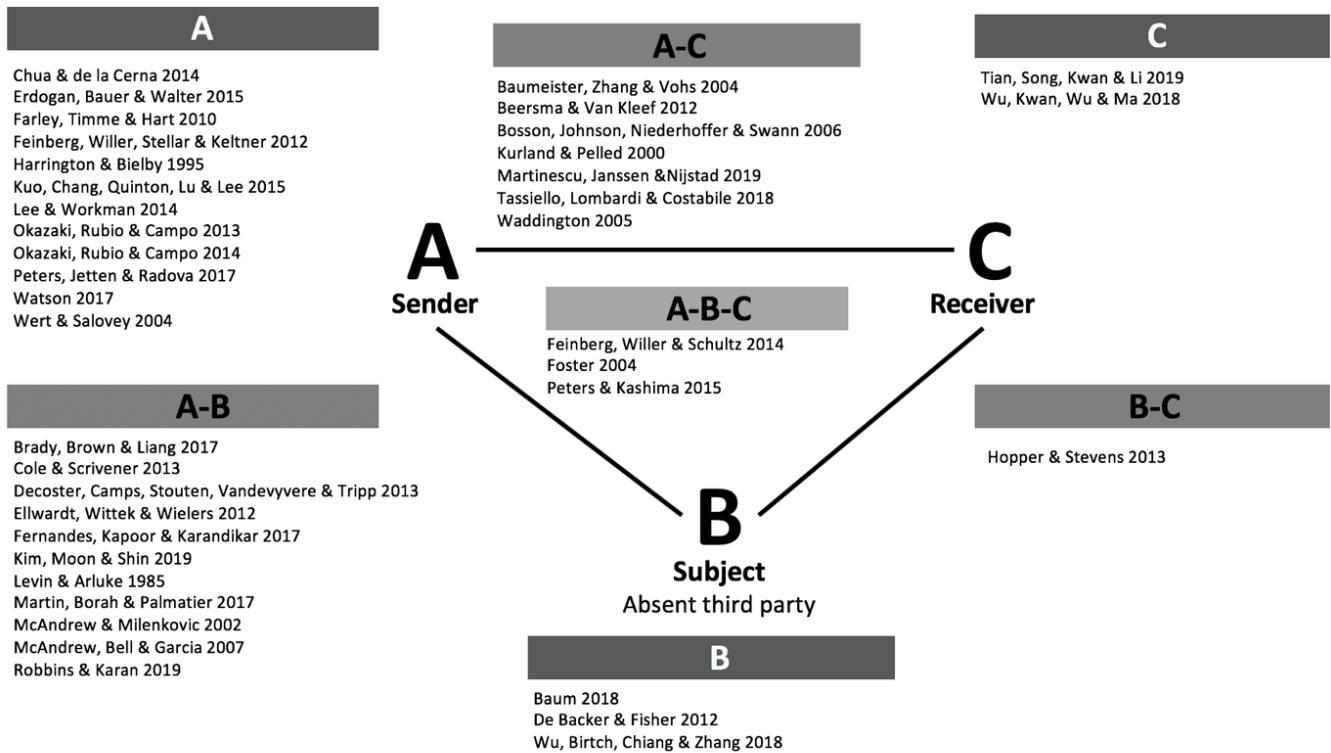 A
Chua & de la Cerna 2014
Erdogan, Bauer & Walter 2015
Farley, Timme & Hart 2010
Feinberg, Willer, Stellar & Keltner 2012
Harrington & Bielby 1995
Kuo, Chang, Quinton, Lu & Lee 2015
Lee & Workman 2014
Okazaki, Rubio & Campo 2013
Okazaki, Rubio & Campo 2014
Peters, Jetten & Radova 2017
Watson 2017
Wert & Salovey 2004
A-C
Baumeister, Zhang & Vohs 2004
Beersma & Van Kleef 2012
Bosson, Johnson, Niederhoffer & Swann 2006
Kurland & Pelled 2000
Martinescu, Janssen &Nijstad 2019
Tassiello, Lombardi & Costabile 2018
Waddington 2005
C
Tian, Song, Kwan & Li 2019
Wu, Kwan, Wu & Ma 2018
A
Sender
C
Receiver
A-B-C
Feinberg, Willer & Schultz 2014
Foster 2004
Peters & Kashima 2015
A-B
Brady, Brown & Liang 2017
Cole & Scrivener 2013
Decoster, Camps, Stouten, Vandevyvere & Tripp 2013
Ellwardt, Wittek & Wielers 2012
Fernandes, Kapoor & Karandikar 2017
Kim, Moon & Shin 2019
Levin & Arluke 1985
Martin, Borah & Palmatier 2017
McAndrew & Milenkovic 2002
McAndrew, Bell & Garcia 2007
Robbins & Karan 2019
B-C
Hopper & Stevens 2013
B
Subject
Absent third party
B
Baum 2018
De Backer & Fisher 2012
Wu, Birtch, Chiang & Zhang 2018